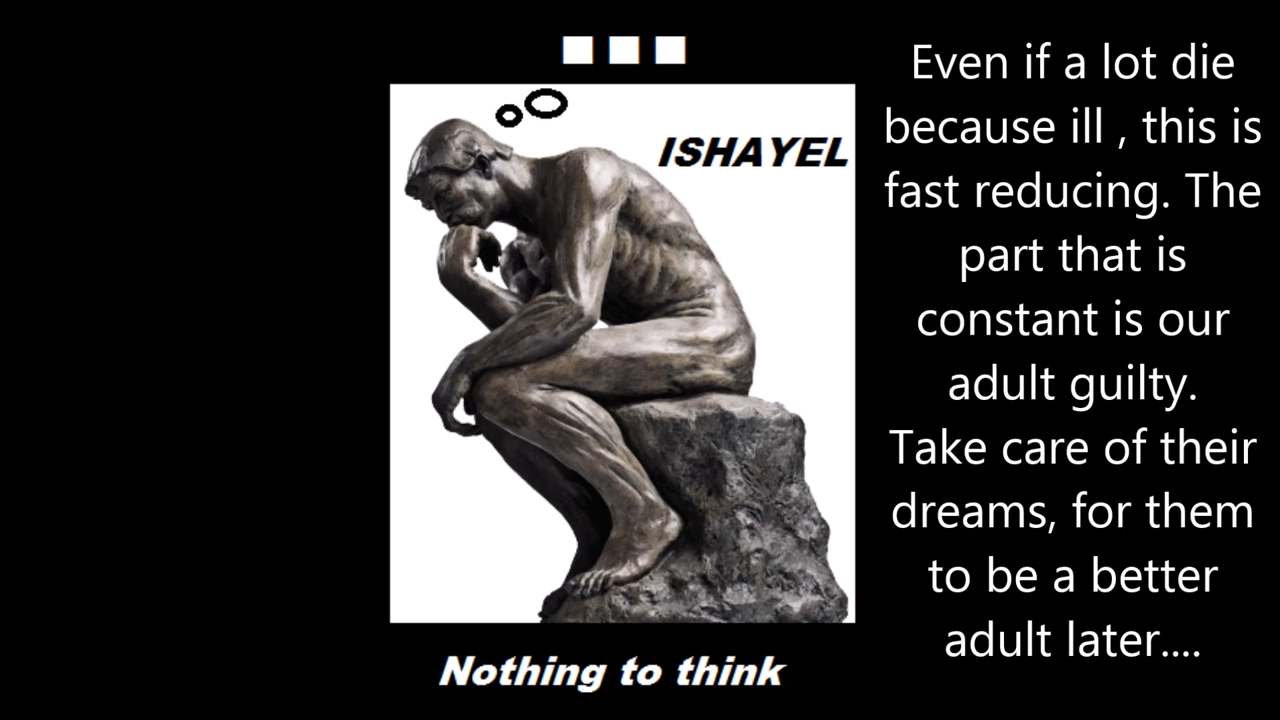 ISHAYEL
Nothing to think
Even if a lot die
because ill , this is
fast reducing. The
part that is
constant is our
adult guilty.
Take care of their
dreams, for them
to be a better
adult later....